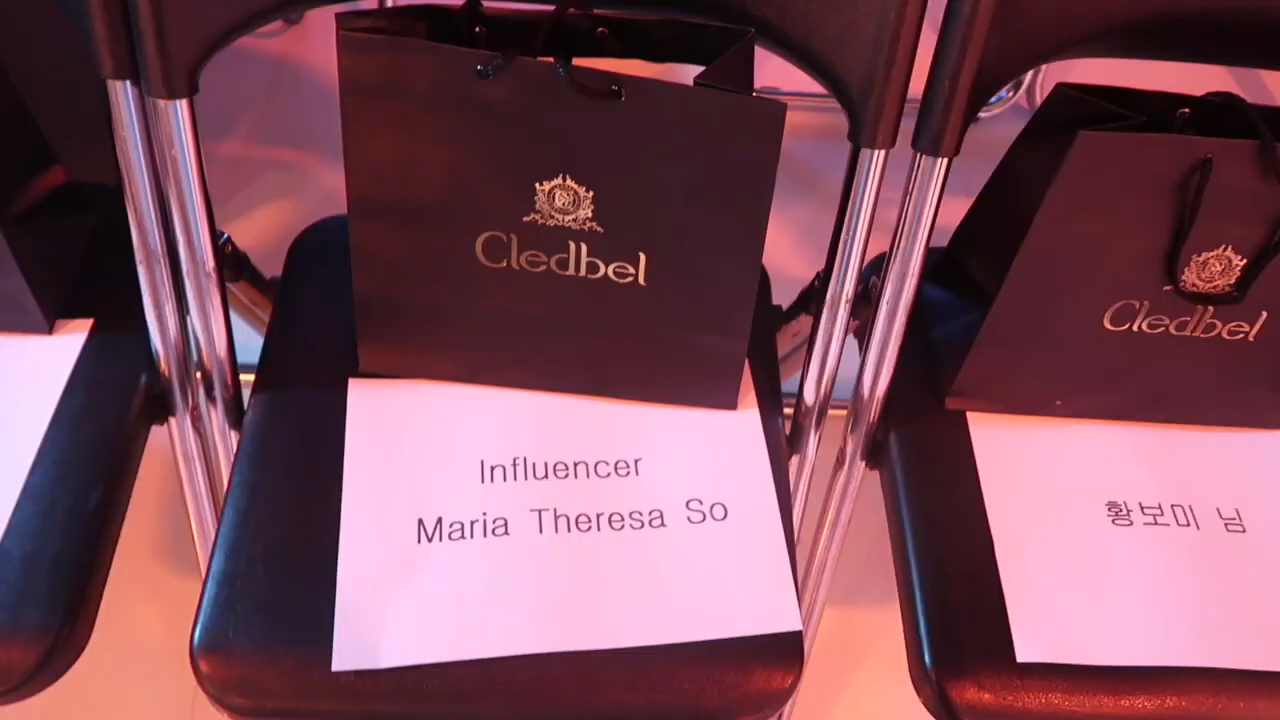 Cledbel
Influencer
Maria Theresa So
Cledbel
황보미 님